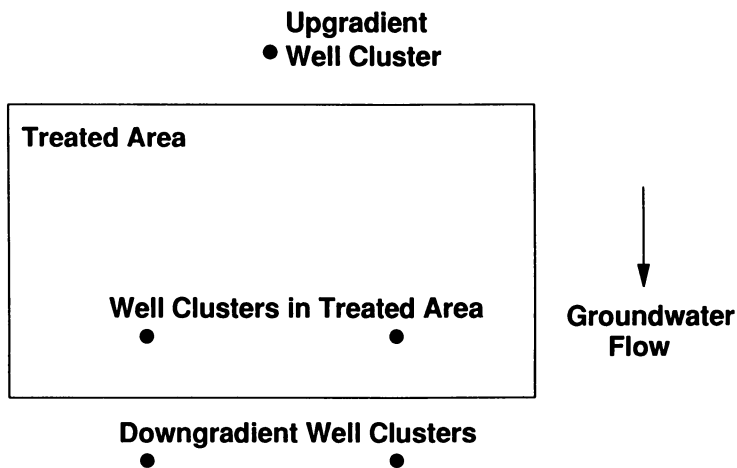 Upgradient
Well Cluster
Treated Area
Well Clusters in Treated Area
Groundwater
Flow
Downgradient Well Clusters